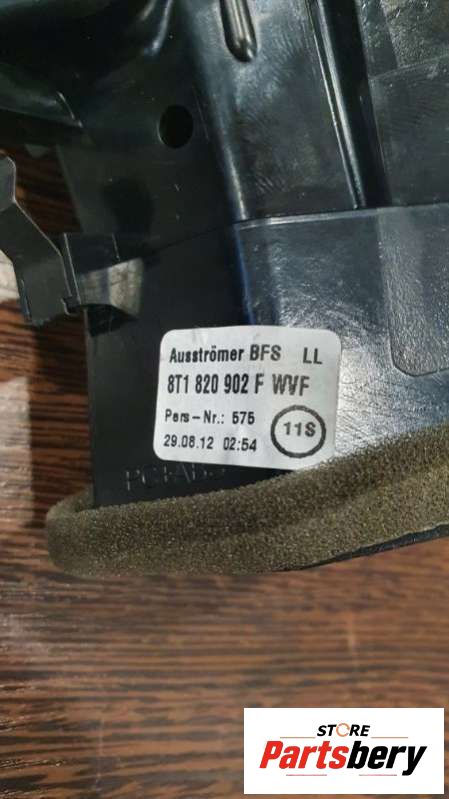 Ausströmer BFS LL
8T1 820 902 F WVF
Pers-Nr.: 575
29.08.12 02:54
11S
STORE
Partsbery